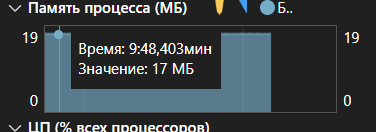 Память процесса (МБ) Б..
19 19
Время: 9:48,403мин
Значение: 17 МБ
0 0
ЦП (% всех процессоров)